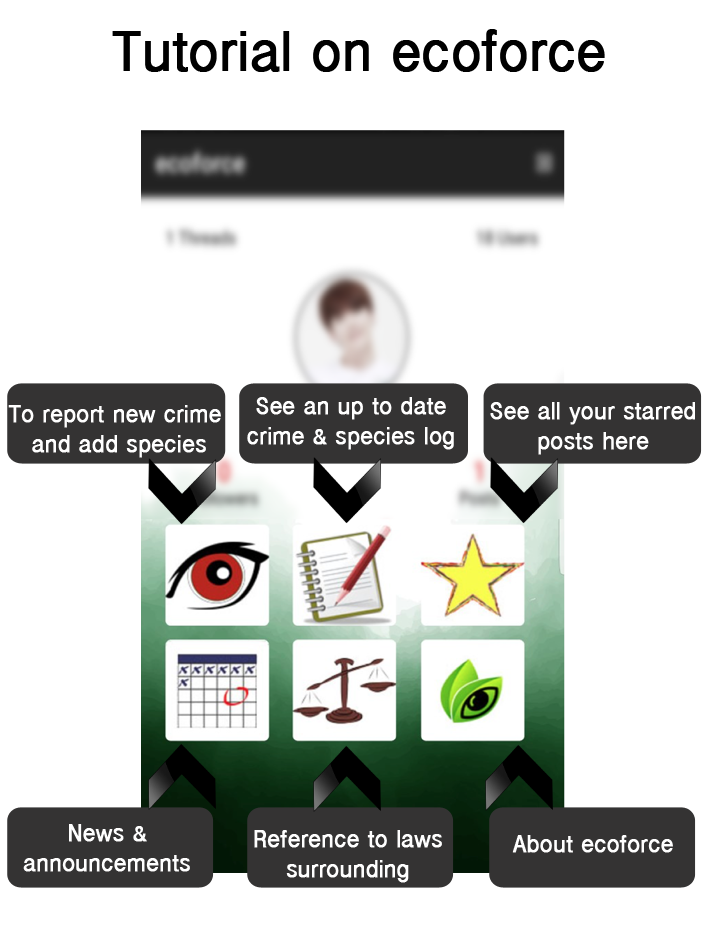 Tutorial on ecoforce
ecoforce
1 Threads
18 Users
To report new crime
and add species
See an up to date
crime & species log
See all your starred
posts here
News &
announcements
Reference to laws
surrounding
About ecoforce